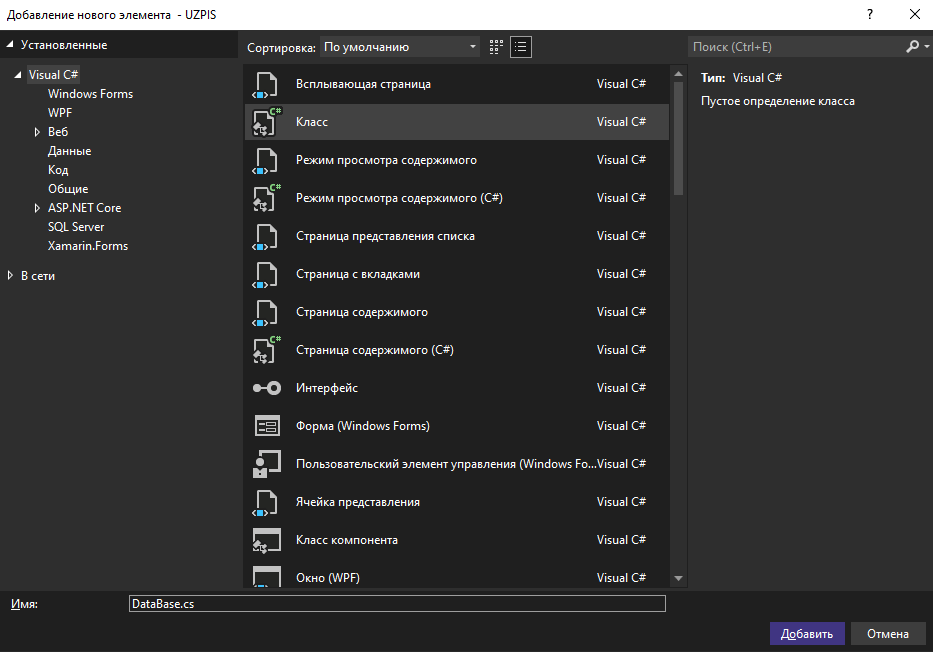 Добавление нового элемента - UZPIS
?
Установленные
Visual C#
Windows Forms
WPF
Веб
Данные
Код
Общие
ASP.NET Core
SQL Server
Xamarin.Forms
В сети
Сортировка: По умолчанию
Всплывающая страница Visual C#
C# Класс Visual C#
Режим просмотра содержимого Visual C#
C# Режим просмотра содержимого (C#) Visual C#
Страница представления списка Visual C#
Страница с вкладками Visual C#
Страница содержимого Visual C#
C# Страница содержимого (C#) Visual C#
Интерфейс Visual C#
Форма (Windows Forms) Visual C#
Пользовательский элемент управления (Windows Fo... Visual C#
Ячейка представления Visual C#
Класс компонента Visual C#
Окно (WPF) Visual C#
Поиск (Ctrl+E)
Тип: Visual C#
Пустое определение класса
Имя: DataBase.cs
Добавить Отмена